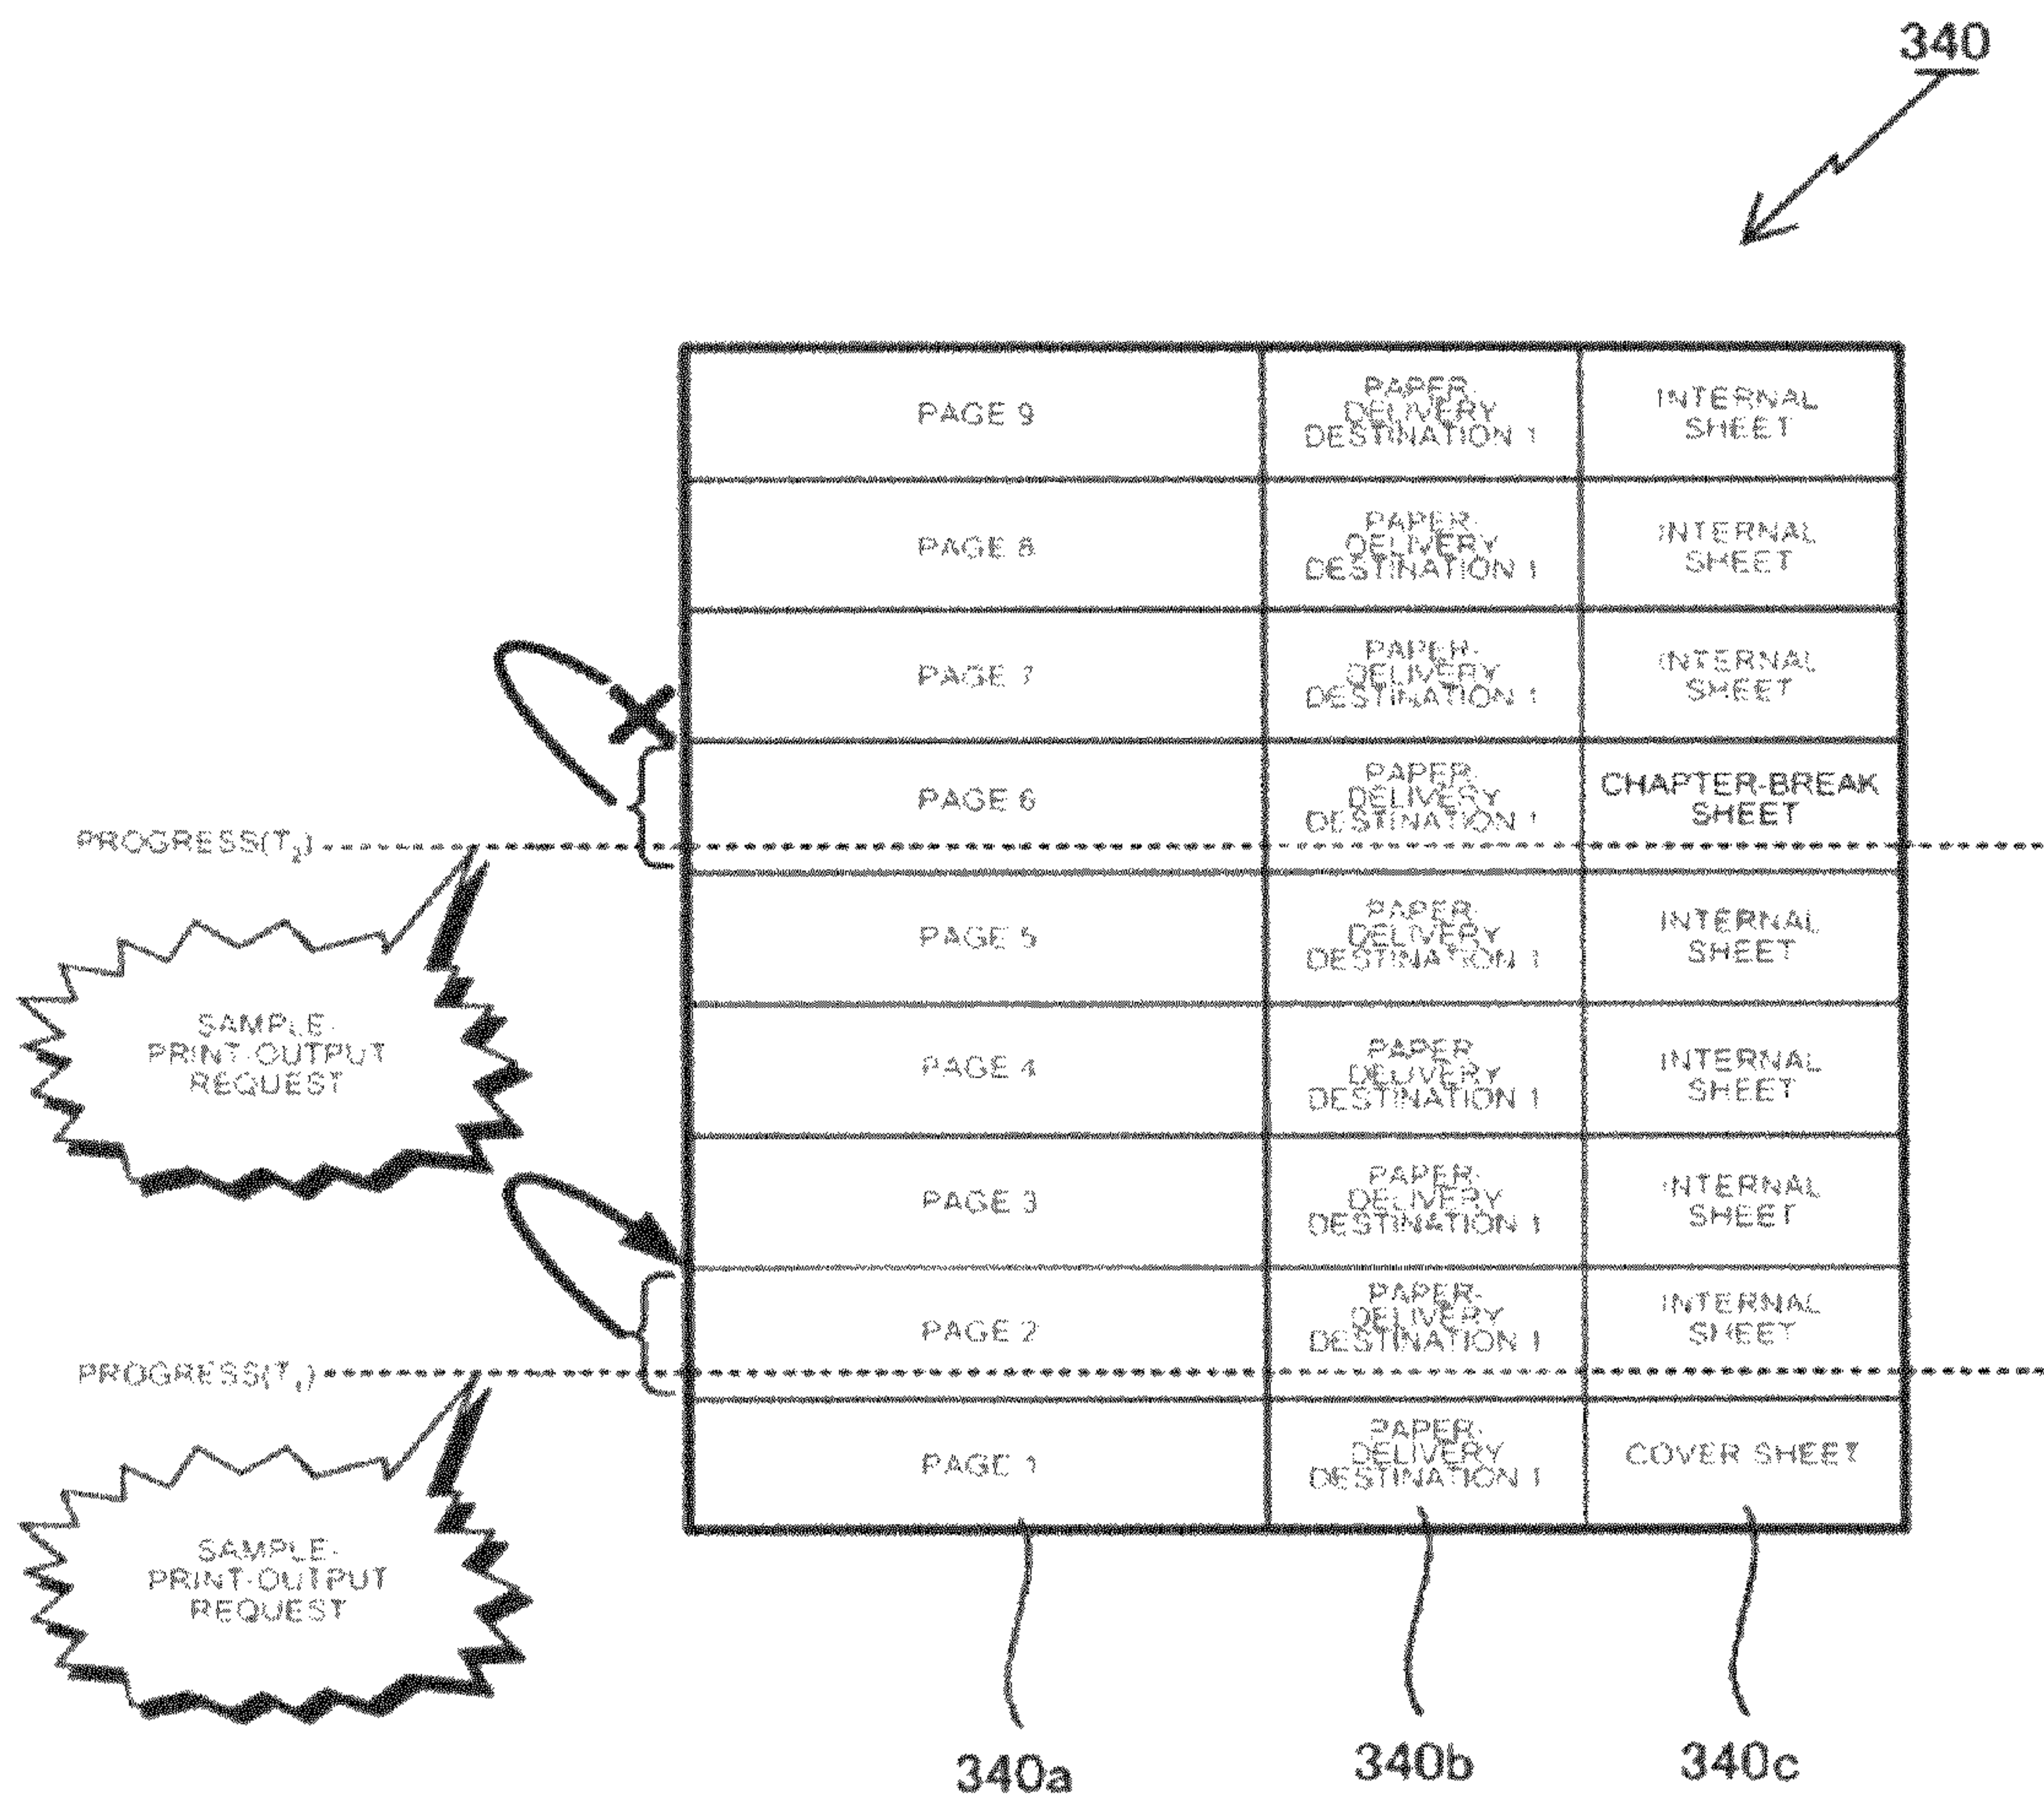 340
PAGE 9
PAPER-
DELIVERY
DESTINATION 1
INTERNAL
SHEET
PAGE 8
PAPER-
DELIVERY
DESTINATION 1
INTERNAL
SHEET
PAGE 7
PAPER-
DELIVERY
DESTINATION 1
INTERNAL
SHEET
PAGE 6
PAPER-
DELIVERY
DESTINATION 1
CHAPTER-BREAK
SHEET
PROGRESS(T2)
PAGE 5
PAPER-
DELIVERY
DESTINATION 1
INTERNAL
SHEET
SAMPLE-
PRINT-OUTPUT
REQUEST
PAGE 4
PAPER-
DELIVERY
DESTINATION 1
INTERNAL
SHEET
PAGE 3
PAPER-
DELIVERY
DESTINATION 1
INTERNAL
SHEET
PAGE 2
PAPER-
DELIVERY
DESTINATION 1
INTERNAL
SHEET
PROGRESS(T1)
PAGE 1
PAPER-
DELIVERY
DESTINATION 1
COVER SHEET
SAMPLE-
PRINT-OUTPUT
REQUEST
340a
340b
340c